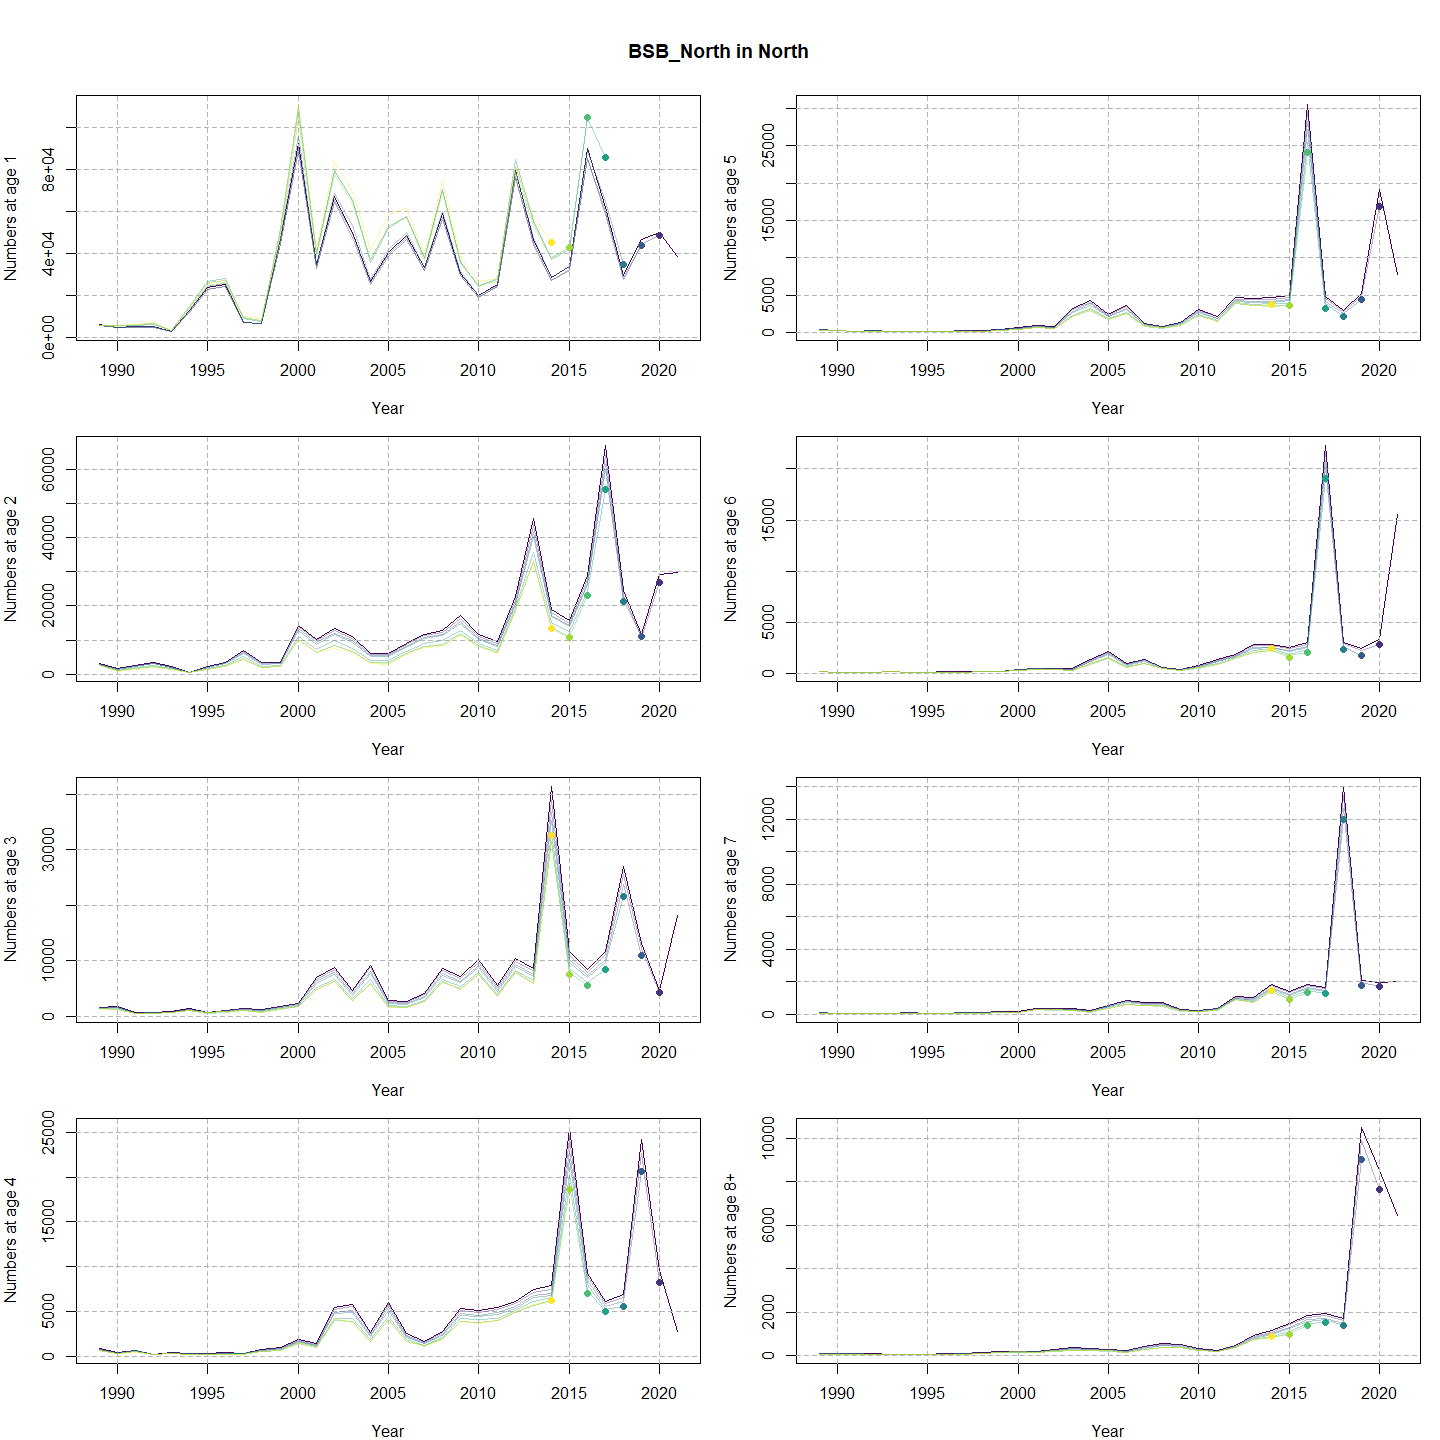 BSB_North in North
Numbers at age 1
0e+00 4e+04 8e+04
1990 1995 2000 2005 2010 2015 2020
Year
Numbers at age 5
0 5000 15000 25000
1990 1995 2000 2005 2010 2015 2020
Year
Numbers at age 2
0 20000 40000 60000
1990 1995 2000 2005 2010 2015 2020
Year
Numbers at age 6
0 5000 15000
1990 1995 2000 2005 2010 2015 2020
Year
Numbers at age 3
0 10000 30000
1990 1995 2000 2005 2010 2015 2020
Year
Numbers at age 7
0 4000 8000 12000
1990 1995 2000 2005 2010 2015 2020
Year
Numbers at age 4
0 5000 15000 25000
1990 1995 2000 2005 2010 2015 2020
Year
Numbers at age 8+
0 2000 6000 10000
1990 1995 2000 2005 2010 2015 2020
Year